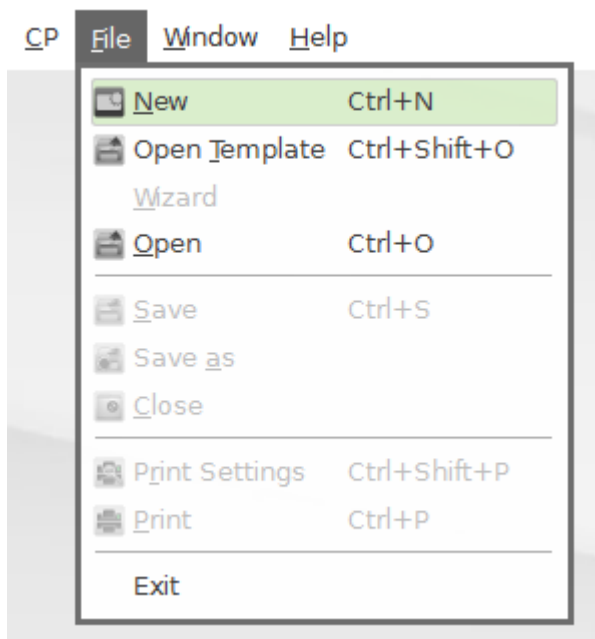 CP File Window Help
New Ctrl+N
Open Template Ctrl+Shift+O
Wizard
Open Ctrl+O
Save Ctrl+S
Save as
Close
Print Settings Ctrl+Shift+P
Print Ctrl+P
Exit